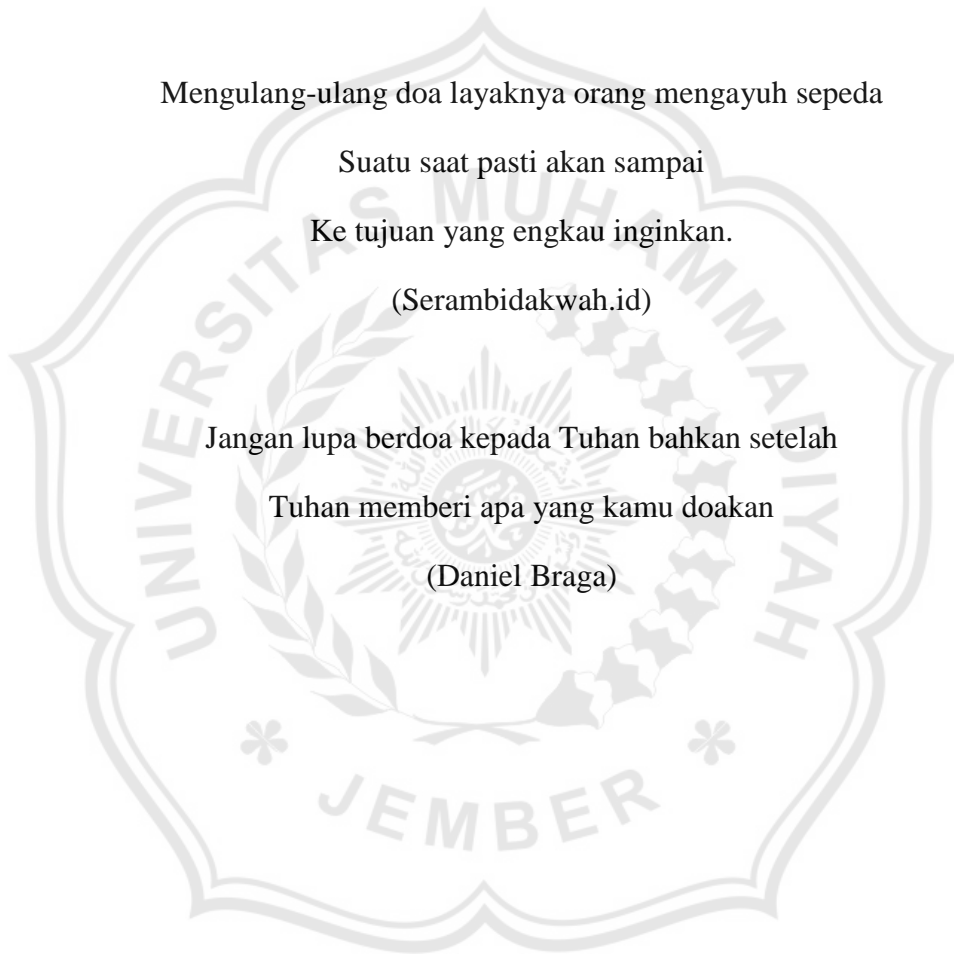 Mengulang-ulang doa layaknya orang mengayuh sepeda
Suatu saat pasti akan sampai
Ke tujuan yang engkau inginkan.
(Serambidakwah.id)
Jangan lupa berdoa kepada Tuhan bahkan setelah
Tuhan memberi apa yang kamu doakan
(Daniel Braga)
UNIVERSITAS MUHAMMADIYAH
JEMBER